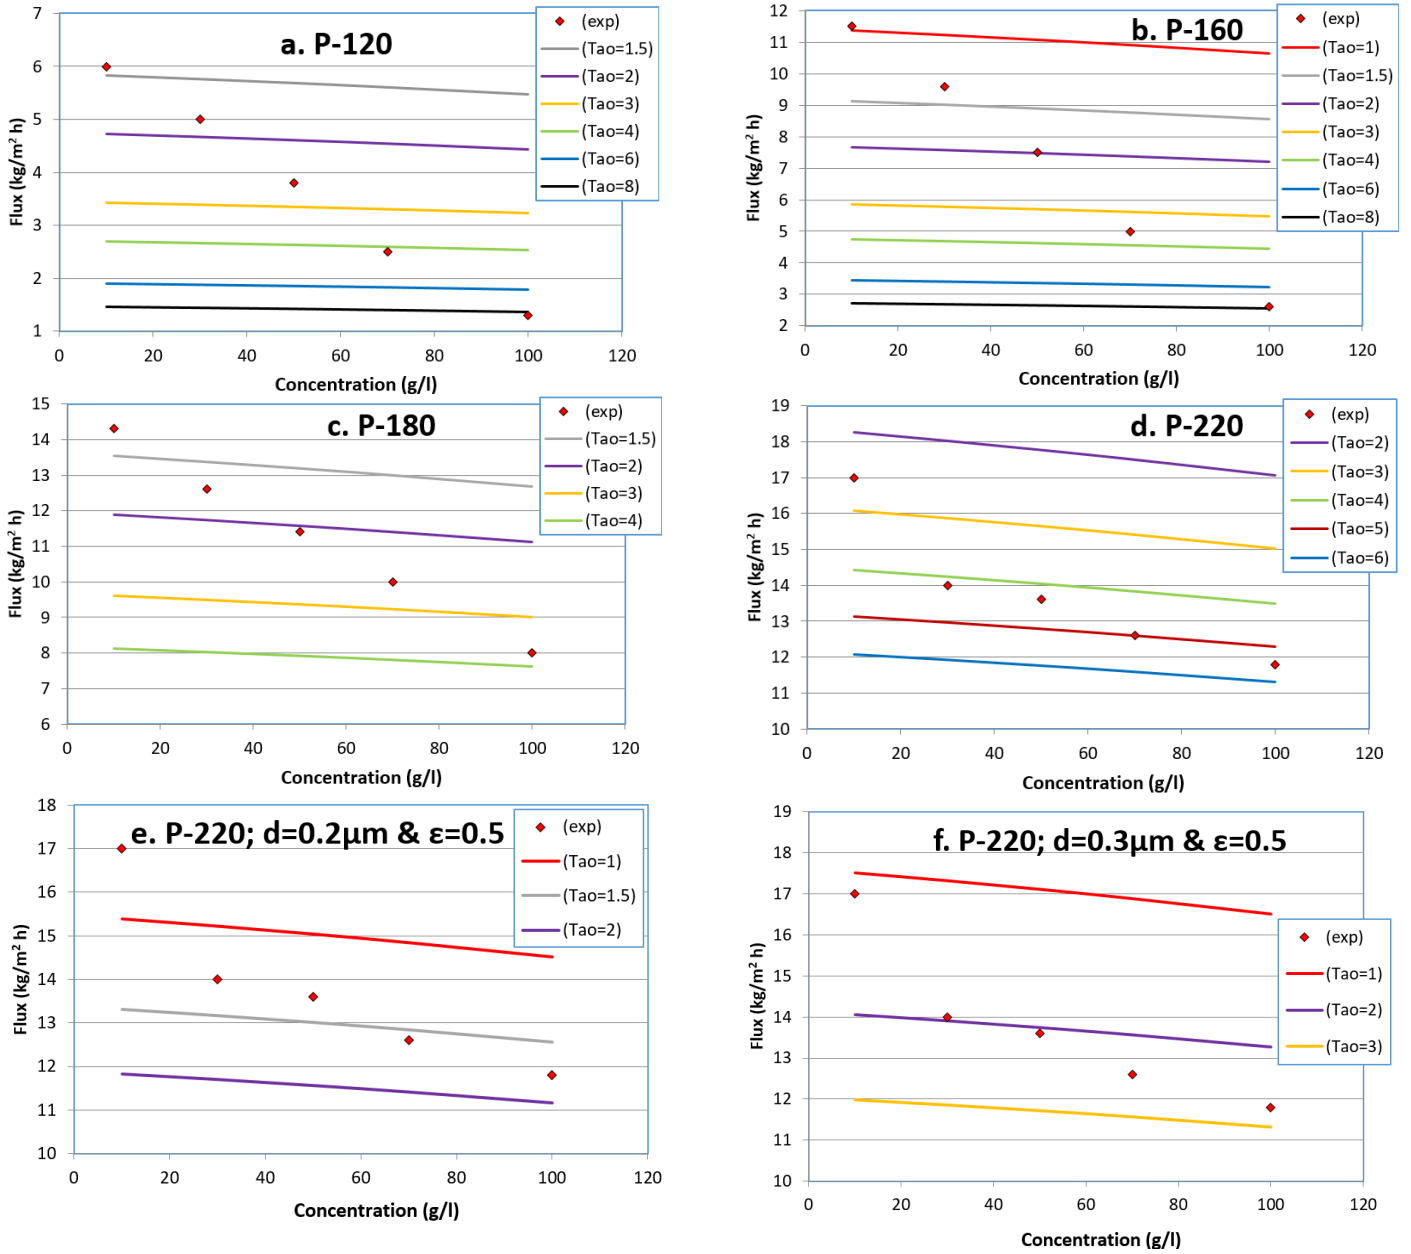 a. P-120
(exp)
(Tao=1.5)
(Tao=2)
(Tao=3)
(Tao=4)
(Tao=6)
(Tao=8)
Flux (kg/m² h)
7
6
5
4
3
2
1
0 20 40 60 80 100 120
Concentration (g/l)
b. P-160
(exp)
(Tao=1)
(Tao=1.5)
(Tao=2)
(Tao=3)
(Tao=4)
(Tao=6)
(Tao=8)
Flux (kg/m² h)
12
11
10
9
8
7
6
5
4
3
2
0 20 40 60 80 100 120
Concentration (g/l)
c. P-180
(exp)
(Tao=1.5)
(Tao=2)
(Tao=3)
(Tao=4)
Flux (kg/m² h)
15
14
13
12
11
10
9
8
7
6
0 20 40 60 80 100 120
Concentration (g/l)
d. P-220
(exp)
(Tao=2)
(Tao=3)
(Tao=4)
(Tao=5)
(Tao=6)
Flux (kg/m² h)
19
18
17
16
15
14
13
12
11
10
0 20 40 60 80 100 120
Concentration (g/l)
e. P-220; d=0.2μm & ε=0.5
(exp)
(Tao=1)
(Tao=1.5)
(Tao=2)
Flux (kg/m² h)
18
17
16
15
14
13
12
11
10
0 20 40 60 80 100 120
Concentration (g/l)
f. P-220; d=0.3μm & ε=0.5
(exp)
(Tao=1)
(Tao=2)
(Tao=3)
Flux (kg/m² h)
19
18
17
16
15
14
13
12
11
10
0 20 40 60 80 100 120
Concentration (g/l)